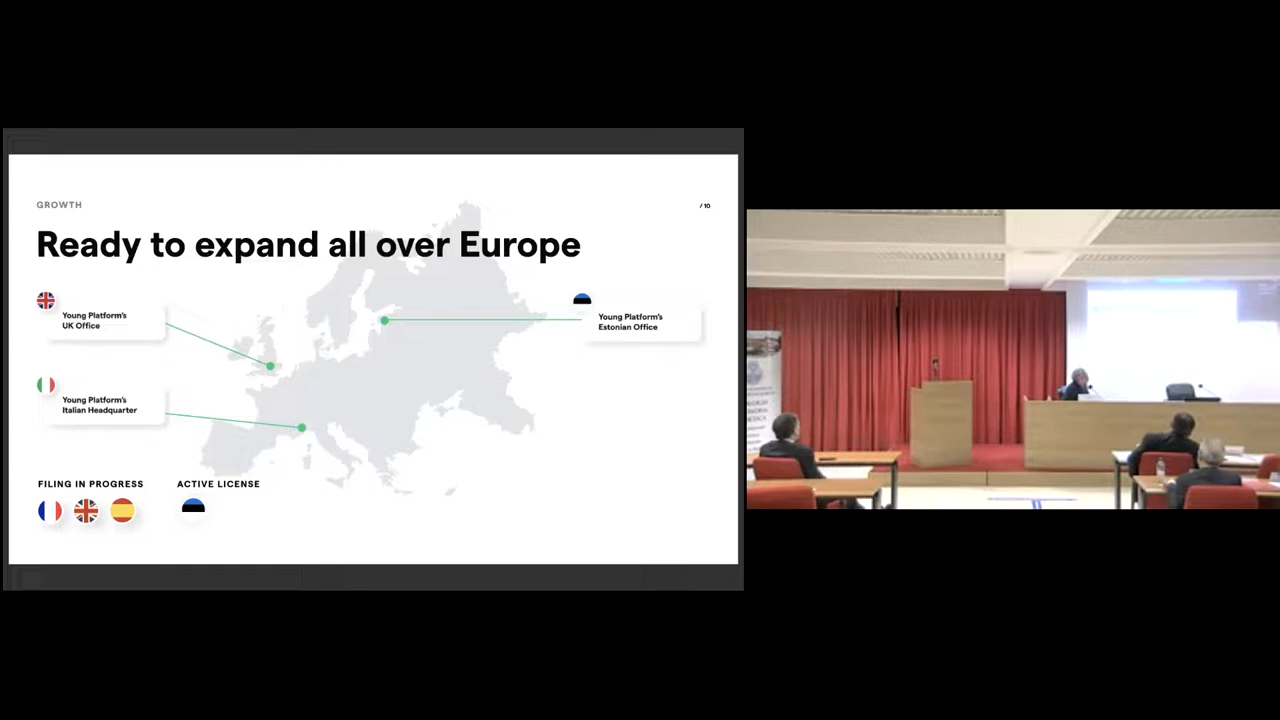 GROWTH
/ 10
Ready to expand all over Europe
Young Platform's
UK Office
Young Platform's
Estonian Office
Young Platform's
Italian Headquarter
FILING IN PROGRESS
ACTIVE LICENSE